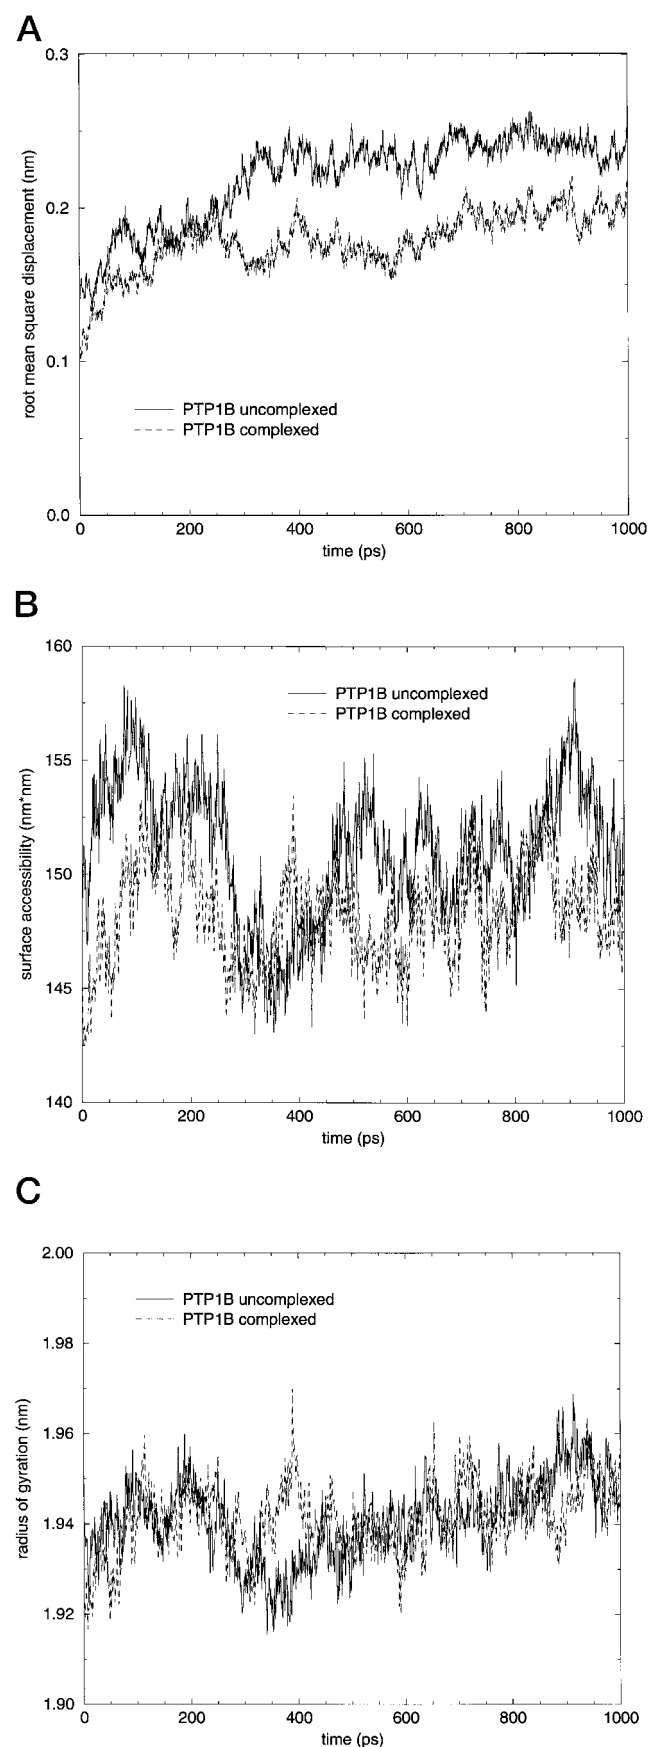 A
0.3
0.2
0.1
0.0
root mean square displacement (nm)
PTP1B uncomplexed
PTP1B complexed
0 200 400 600 800 1000
time (ps)
B
160
155
150
145
140
surface accessibility (nm*nm)
PTP1B uncomplexed
PTP1B complexed
0 200 400 600 800 1000
time (ps)
C
2.00
1.98
1.96
1.94
1.92
1.90
radius of gyration (nm)
PTP1B uncomplexed
PTP1B complexed
0 200 400 600 800 1000
time (ps)